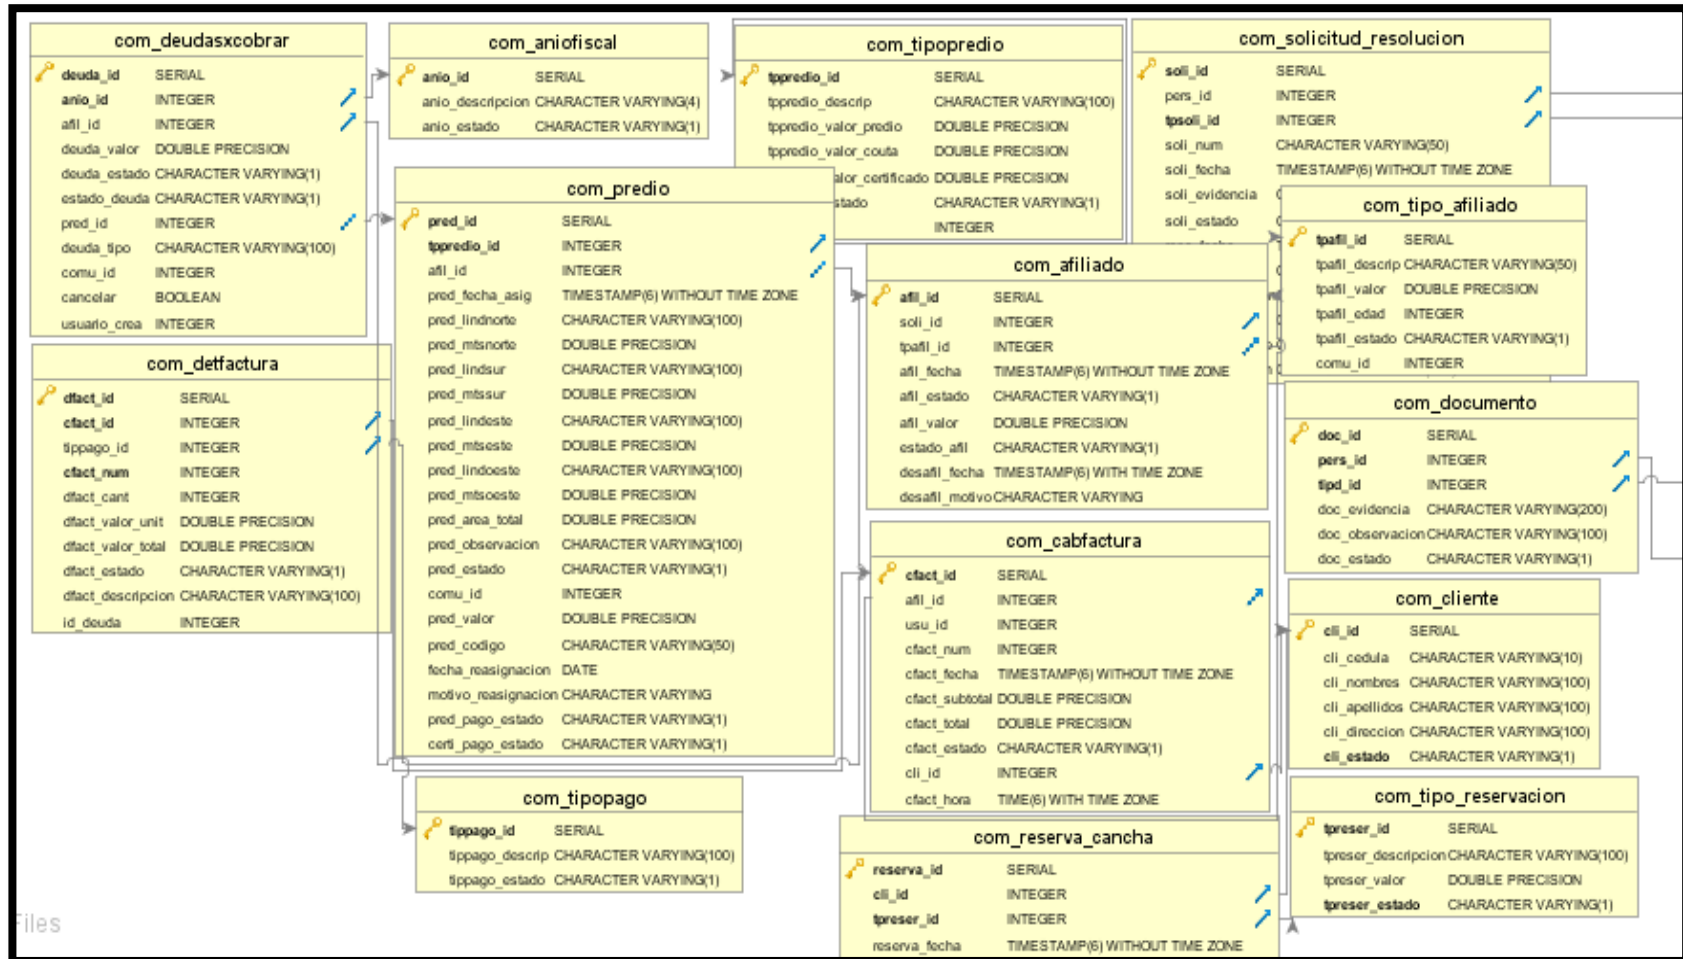 com_deudasxcobrar
deuda_id SERIAL
anio_id INTEGER
afil_id INTEGER
deuda_valor DOUBLE PRECISION
deuda_estado CHARACTER VARYING(1)
estado_deuda CHARACTER VARYING(1)
pred_id INTEGER
deuda_tipo CHARACTER VARYING(100)
comu_id INTEGER
cancelar BOOLEAN
usuario_crea INTEGER
com_aniofiscal
anio_id SERIAL
anio_descripcion CHARACTER VARYING(4)
anio_estado CHARACTER VARYING(1)
com_tipopredio
tppredio_id SERIAL
tppredio_descrip CHARACTER VARYING(100)
tppredio_valor_predio DOUBLE PRECISION
tppredio_valor_couta DOUBLE PRECISION
alor_certificado DOUBLE PRECISION
stado CHARACTER VARYING(1)
INTEGER
com_solicitud_resolucion
soli_id SERIAL
pers_id INTEGER
tpsoli_id INTEGER
soli_num CHARACTER VARYING(50)
soli_fecha TIMESTAMP(6) WITHOUT TIME ZONE
soli_evidencia
soli_estado
com_tipo_afiliado
tpafil_id SERIAL
tpafil_descrip CHARACTER VARYING(50)
tpafil_valor DOUBLE PRECISION
tpafil_edad INTEGER
tpafil_estado CHARACTER VARYING(1)
comu_id INTEGER
com_predio
pred_id SERIAL
tppredio_id INTEGER
afil_id INTEGER
pred_fecha_asig TIMESTAMP(6) WITHOUT TIME ZONE
pred_lindnorte CHARACTER VARYING(100)
pred_mtsnorte DOUBLE PRECISION
pred_lindsur CHARACTER VARYING(100)
pred_mtssur DOUBLE PRECISION
pred_lindeste CHARACTER VARYING(100)
pred_mtseste DOUBLE PRECISION
pred_lindoeste CHARACTER VARYING(100)
pred_mtsoeste DOUBLE PRECISION
pred_area_total DOUBLE PRECISION
pred_observacion CHARACTER VARYING(100)
pred_estado CHARACTER VARYING(1)
comu_id INTEGER
pred_valor DOUBLE PRECISION
pred_codigo CHARACTER VARYING(50)
fecha_reasignacion DATE
motivo_reasignacion CHARACTER VARYING
pred_pago_estado CHARACTER VARYING(1)
certi_pago_estado CHARACTER VARYING(1)
com_afiliado
afil_id SERIAL
soli_id INTEGER
tpafil_id INTEGER
afil_fecha TIMESTAMP(6) WITHOUT TIME ZONE
afil_estado CHARACTER VARYING(1)
afil_valor DOUBLE PRECISION
estado_afil CHARACTER VARYING(1)
desafil_fecha TIMESTAMP(6) WITH TIME ZONE
desafil_motivo CHARACTER VARYING
com_detfactura
dfact_id SERIAL
cfact_id INTEGER
tippago_id INTEGER
cfact_num INTEGER
dfact_cant INTEGER
dfact_valor_unit DOUBLE PRECISION
dfact_valor_total DOUBLE PRECISION
dfact_estado CHARACTER VARYING(1)
dfact_descripcion CHARACTER VARYING(100)
id_deuda INTEGER
com_documento
doc_id SERIAL
pers_id INTEGER
tipd_id INTEGER
doc_evidencia CHARACTER VARYING(200)
doc_observacion CHARACTER VARYING(100)
doc_estado CHARACTER VARYING(1)
com_cabfactura
cfact_id SERIAL
afil_id INTEGER
usu_id INTEGER
cfact_num INTEGER
cfact_fecha TIMESTAMP(6) WITHOUT TIME ZONE
cfact_subtotal DOUBLE PRECISION
cfact_total DOUBLE PRECISION
cfact_estado CHARACTER VARYING(1)
cli_id INTEGER
cfact_hora TIME(6) WITH TIME ZONE
com_cliente
cli_id SERIAL
cli_cedula CHARACTER VARYING(10)
cli_nombres CHARACTER VARYING(100)
cli_apellidos CHARACTER VARYING(100)
cli_direccion CHARACTER VARYING(100)
cli_estado CHARACTER VARYING(1)
com_tipopago
tippago_id SERIAL
tippago_descrip CHARACTER VARYING(100)
tippago_estado CHARACTER VARYING(1)
com_reserva_cancha
reserva_id SERIAL
cli_id INTEGER
tpreser_id INTEGER
reserva_fecha TIMESTAMP(6) WITHOUT TIME ZONE
com_tipo_reservacion
tpreser_id SERIAL
tpreser_descripcion CHARACTER VARYING(100)
tpreser_valor DOUBLE PRECISION
tpreser_estado CHARACTER VARYING(1)
Files